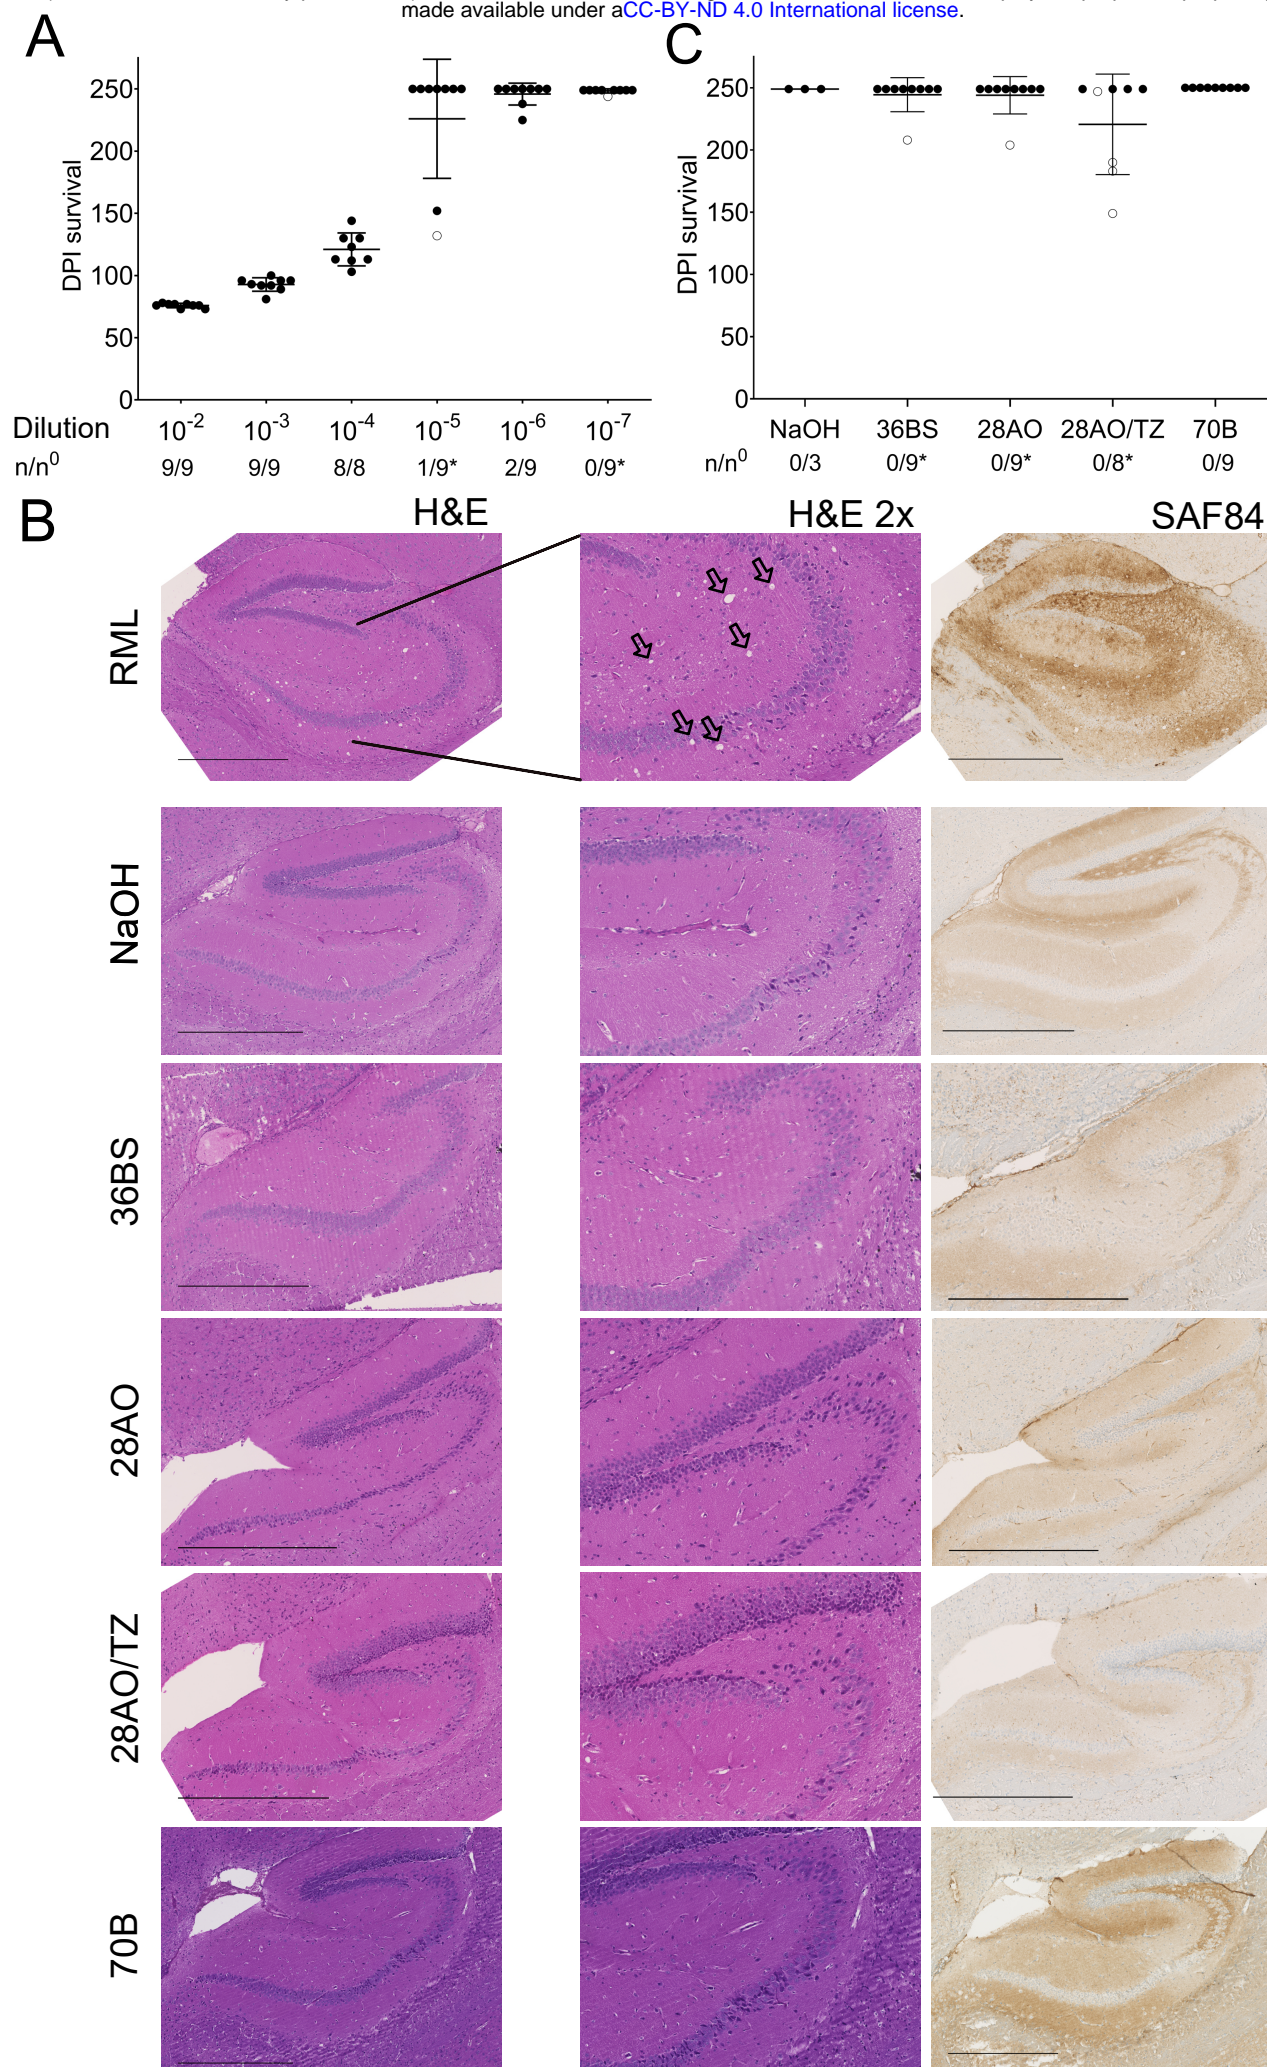 made available under aCC-BY-ND 4.0 International license.
A
C
DPI survival
250
200
150
100
50
0
Dilution
10-2 10-3 10-4 10-5 10-6 10-7
n/n0
9/9 9/9 8/8 1/9* 2/9 0/9*
DPI survival
250
200
150
100
50
0
NaOH 36BS 28AO 28AO/TZ 70B
n/n0 0/3 0/9* 0/9* 0/8* 0/9
B
H&E H&E 2x SAF84
RML
NaOH
36BS
28AO
28AO/TZ
70B